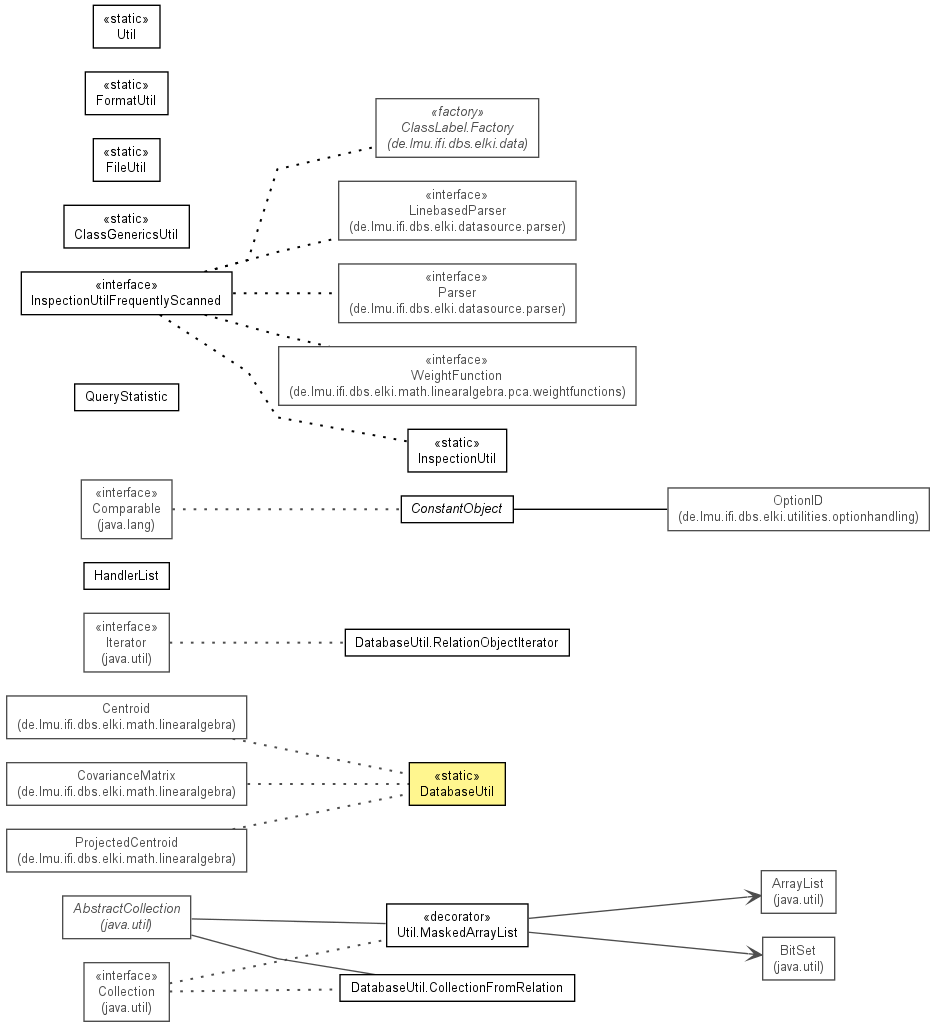 «static»
Util
«static»
FormatUtil
«factory»
ClassLabel.Factory
(de.lmu.ifi.dbs.elki.data)
«static»
FileUtil
«interface»
LinebasedParser
(de.lmu.ifi.dbs.elki.datasource.parser)
«static»
ClassGenericsUtil
«interface»
InspectionUtilFrequentlyScanned
«interface»
Parser
(de.lmu.ifi.dbs.elki.datasource.parser)
«interface»
WeightFunction
(de.lmu.ifi.dbs.elki.math.linearalgebra.pca.weightfunctions)
QueryStatistic
«static»
InspectionUtil
«interface»
Comparable
(java.lang)
ConstantObject
OptionID
(de.lmu.ifi.dbs.elki.utilities.optionhandling)
HandlerList
«interface»
Iterator
(java.util)
DatabaseUtil.RelationObjectIterator
Centroid
(de.lmu.ifi.dbs.elki.math.linearalgebra)
CovarianceMatrix
(de.lmu.ifi.dbs.elki.math.linearalgebra)
«static»
DatabaseUtil
ProjectedCentroid
(de.lmu.ifi.dbs.elki.math.linearalgebra)
AbstractCollection
(java.util)
«decorator»
Util.MaskedArrayList
ArrayList
(java.util)
BitSet
(java.util)
«interface»
Collection
(java.util)
DatabaseUtil.CollectionFromRelation